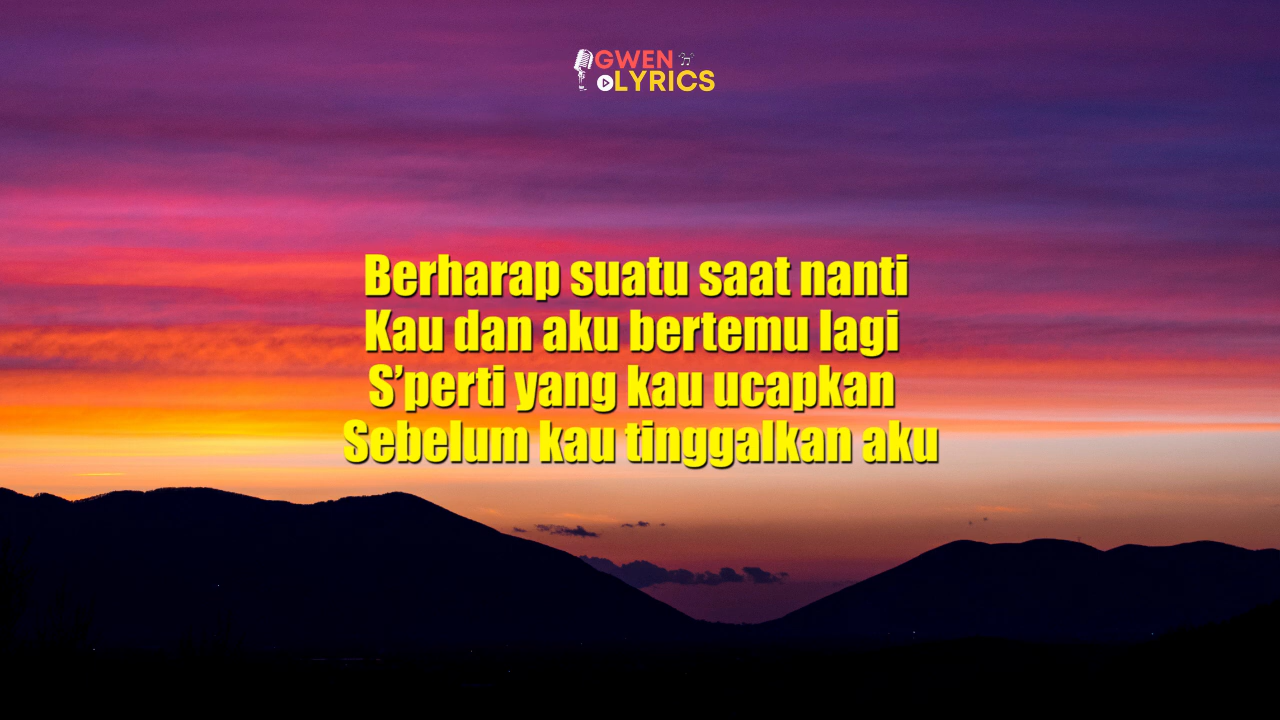 GWEN
LYRICS
Berharap suatu saat nanti
Kau dan aku bertemu lagi
S’perti yang kau ucapkan
Sebelum kau tinggalkan aku